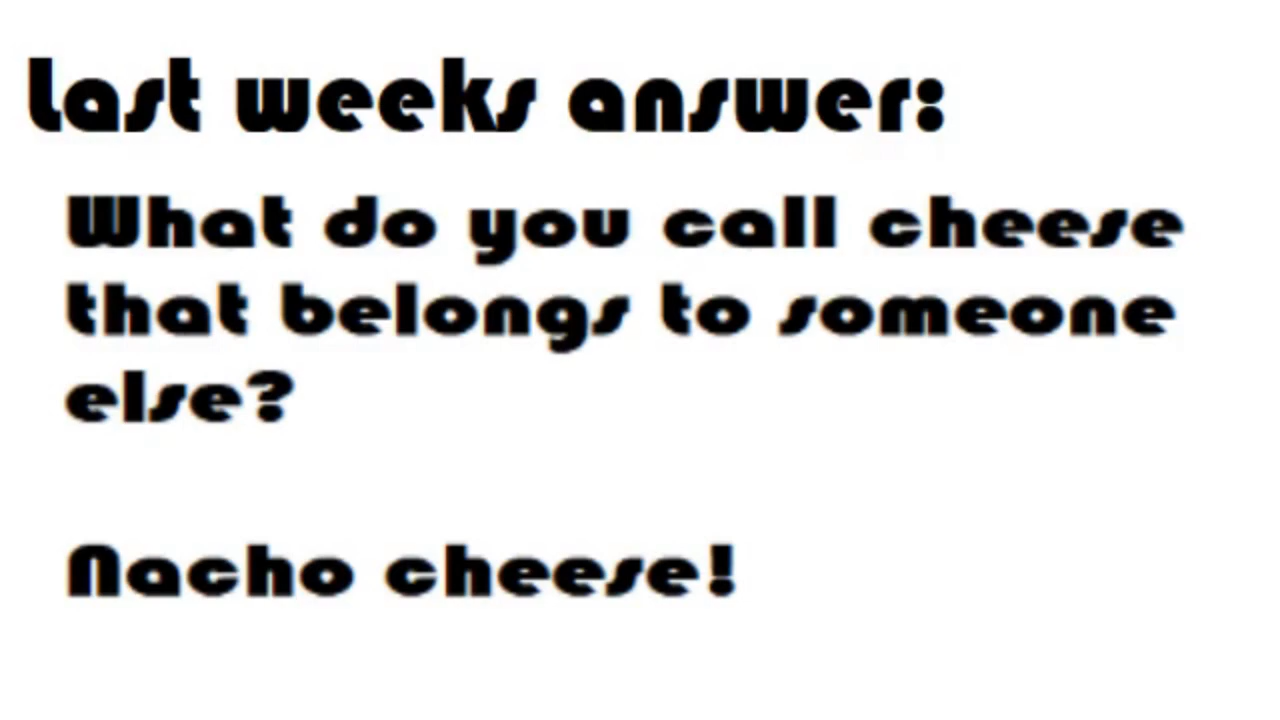 Last weeks answer:
What do you call cheese
that belongs to someone
else?
Nacho cheese!